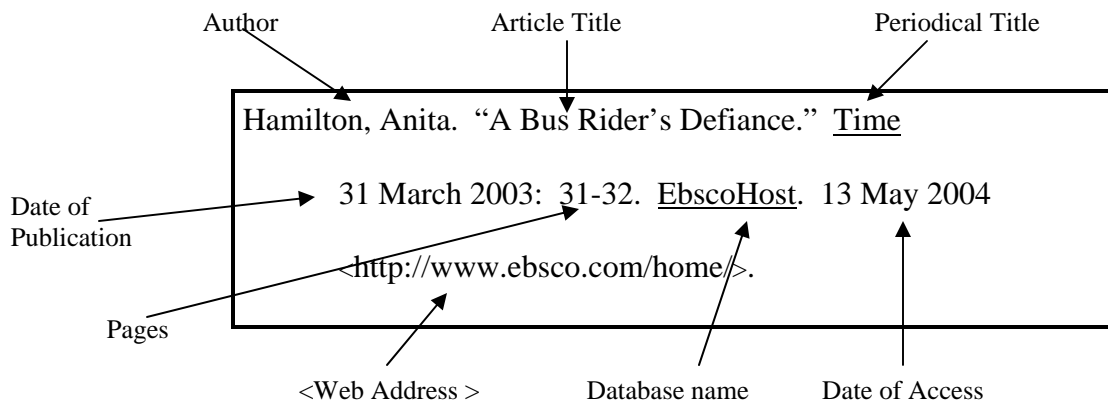 Author Article Title Periodical Title
Hamilton, Anita. “A Bus Rider’s Defiance.” Time
31 March 2003: 31-32. EbscoHost. 13 May 2004
Date of
Publication
<http://www.ebsco.com/home/>.
Pages
<Web Address > Database name Date of Access